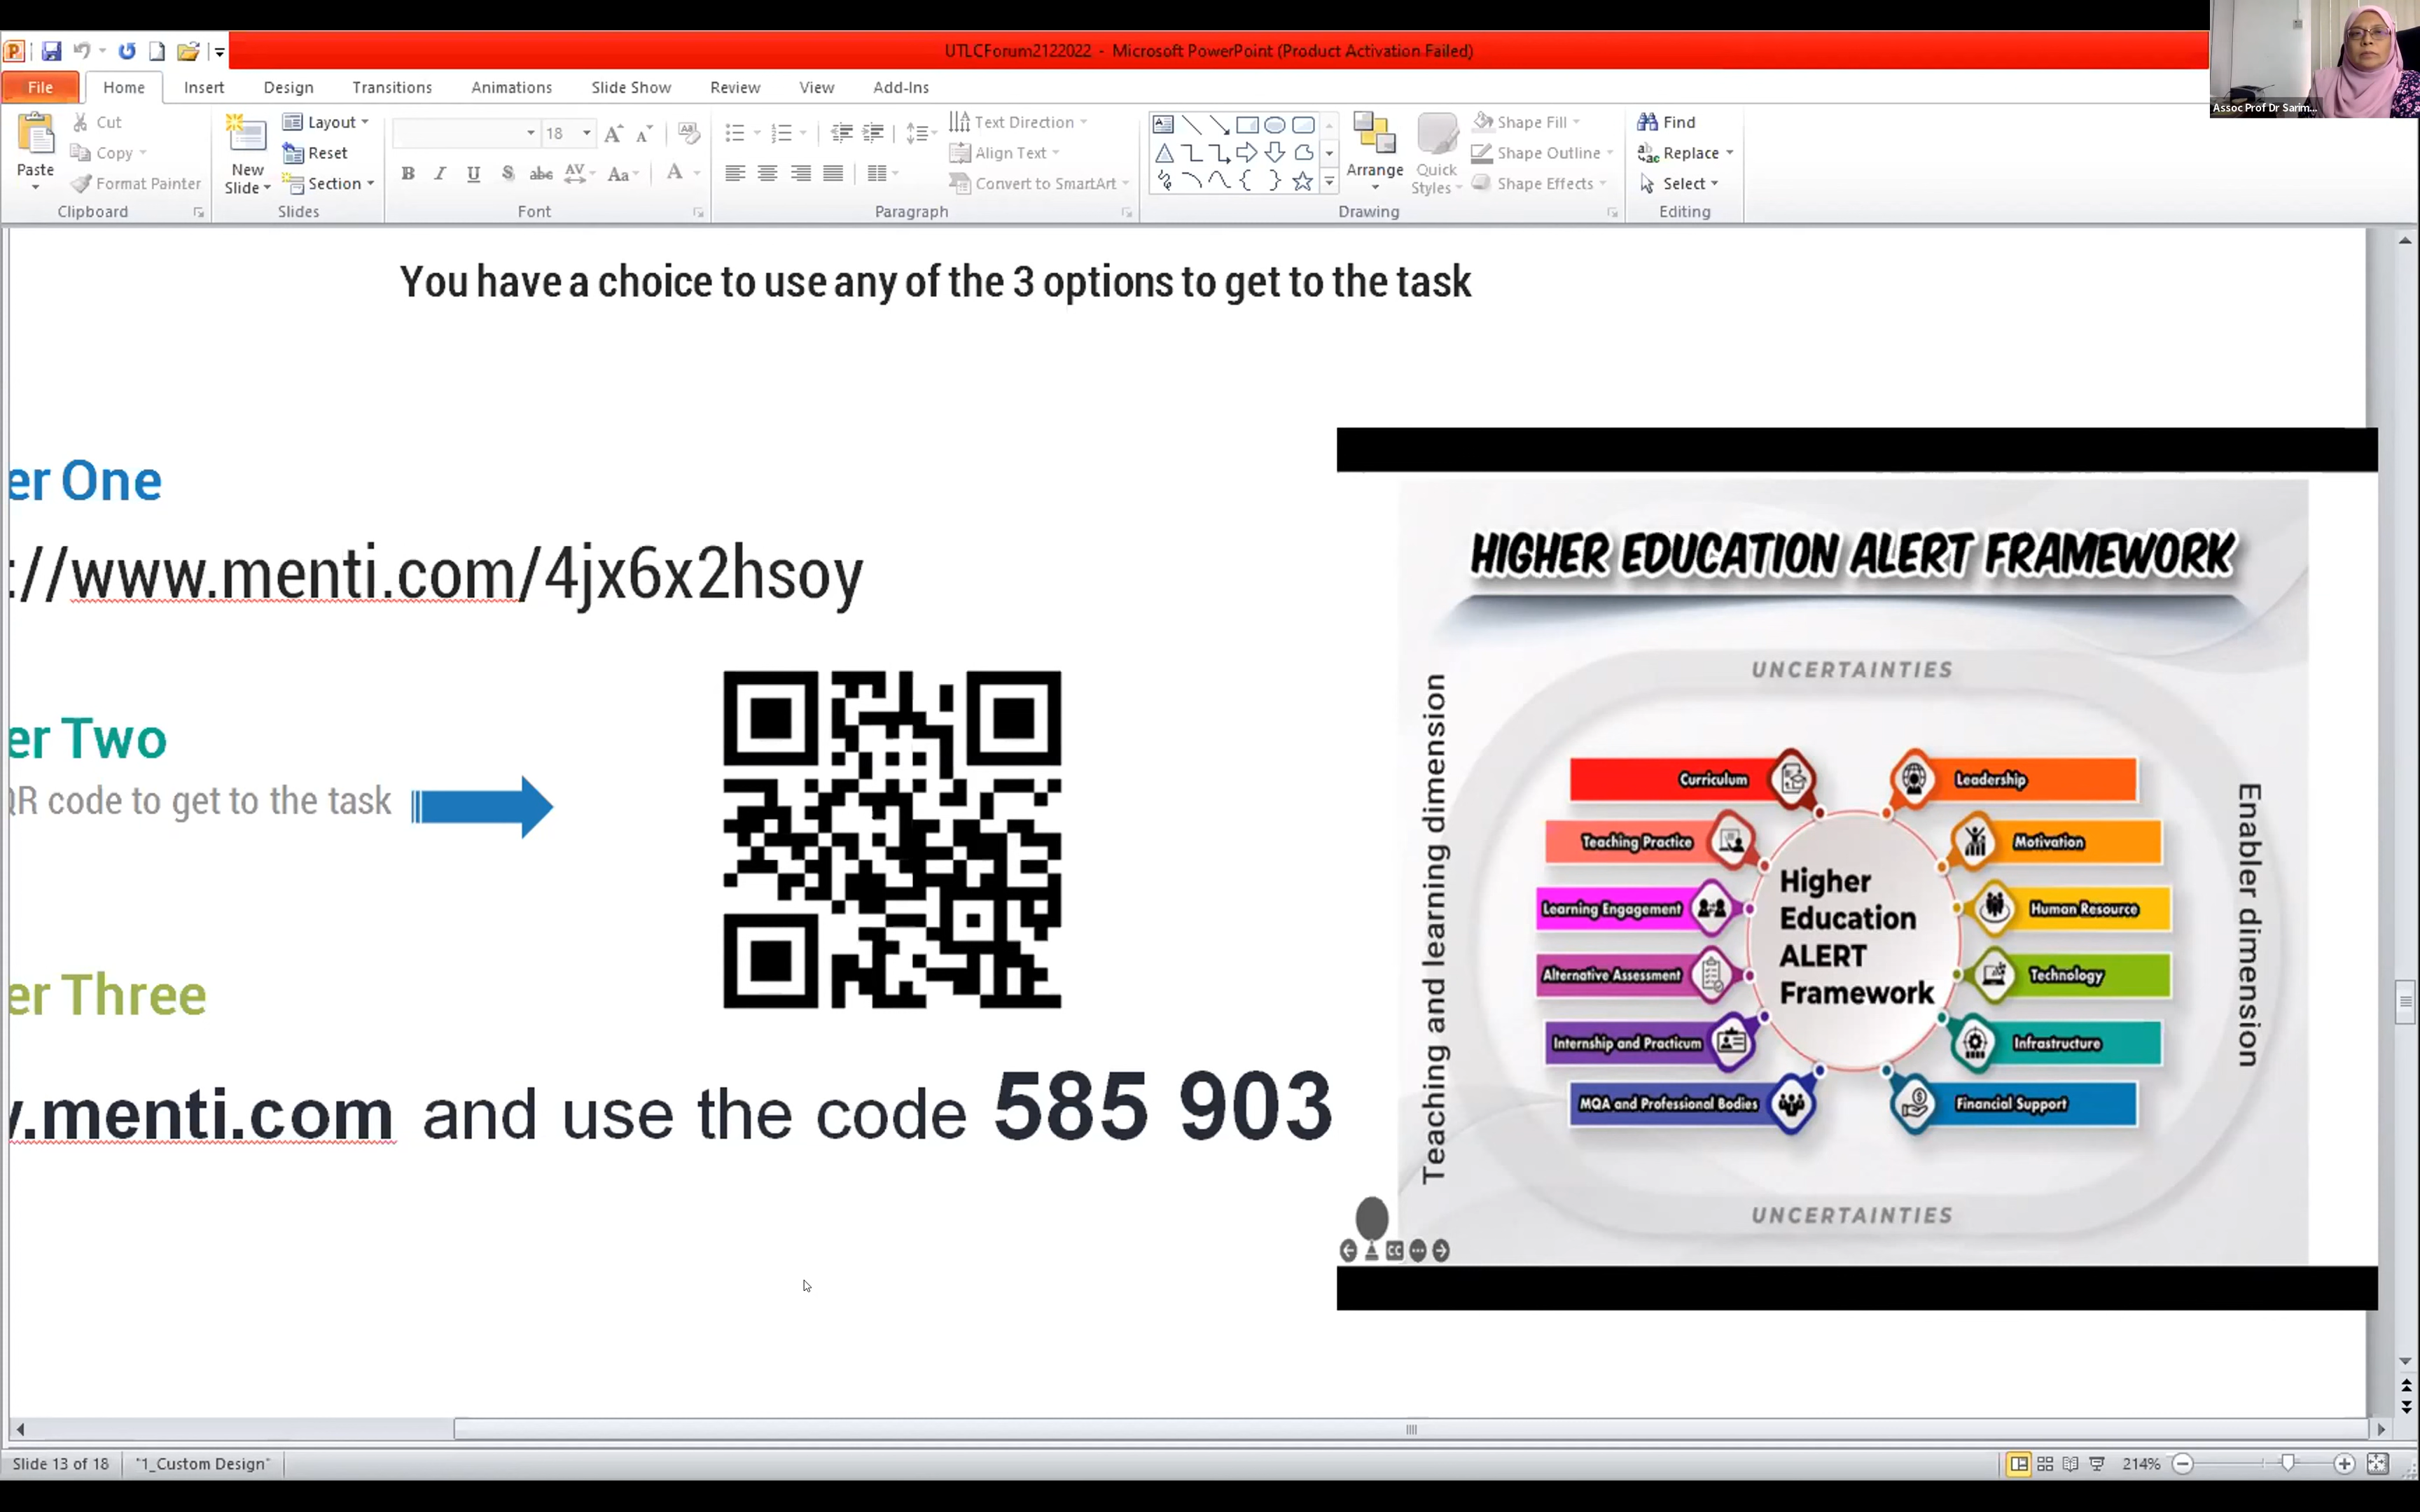 UTLCForum2122022 - Microsoft PowerPoint (Product Activation Failed)
Assoc Prof Dr Sarim...
File Home Insert Design Transitions Animations Slide Show Review View Add-Ins
Paste
Cut
Copy
Format Painter
Clipboard
New Slide
Layout
Reset
Section
Slides
18
Font
Text Direction
Align Text
Convert to SmartArt
Paragraph
Arrange
Quick Styles
Shape Fill
Shape Outline
Shape Effects
Drawing
Find
Replace
Select
Editing
You have a choice to use any of the 3 options to get to the task
er One
://www.menti.com/4jx6x2hsoy
er Two
QR code to get to the task
er Three
.menti.com and use the code 585 903
HIGHER EDUCATION ALERT FRAMEWORK
UNCERTAINTIES
Teaching and learning dimension
Curriculum
Teaching Practice
Learning Engagement
Alternative Assessment
Internship and Practicum
MQA and Professional Bodies
Higher
Education
ALERT
Framework
Leadership
Motivation
Human Resource
Technology
Infrastructure
Financial Support
Enabler dimension
UNCERTAINTIES
Slide 13 of 18
"1_Custom Design"
214%